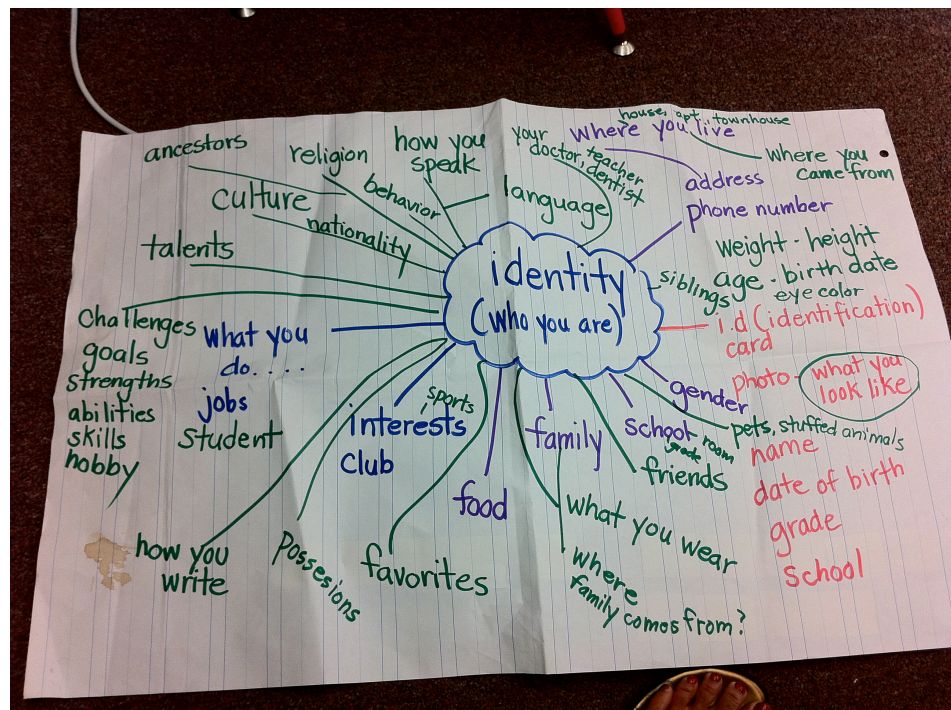 identity
(who you are)
ancestors
religion
how you
speak
behavior
language
culture
nationality
talents
challenges
goals
strengths
abilities
skills
hobby
what you
do....
jobs
student
how you
write
possesions
interests
sports
club
favorites
food
family
what you wear
where
family comes from?
friends
school - room
grade
pets, stuffed animals
gender
i.d (identification)
card
photo - what you
look like
name
date of birth
grade
school
siblings
weight - height
age - birth date
eye color
phone number
address
where you live
house, apt, townhouse
where you
came from
your
doctor, dentist
teacher